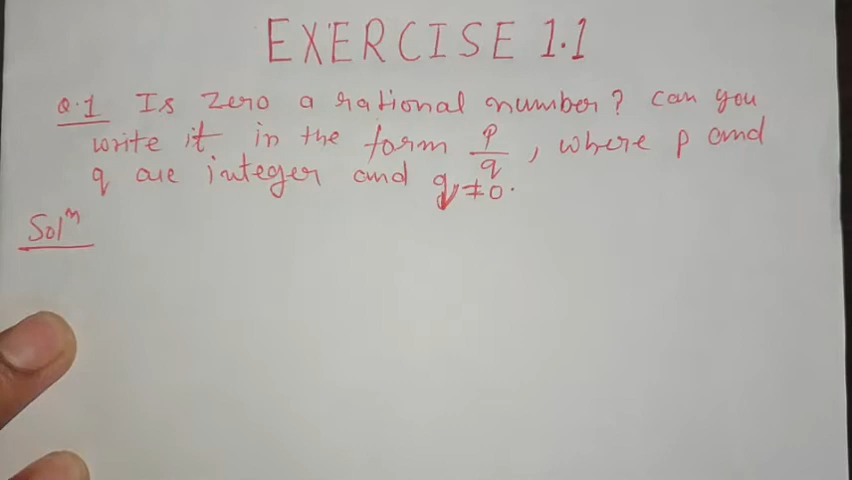 EXERCISE 1.1
Q.1 Is zero a rational number? can you
write it in the form p/q, where p and
q are integer and q≠0.
Solⁿ